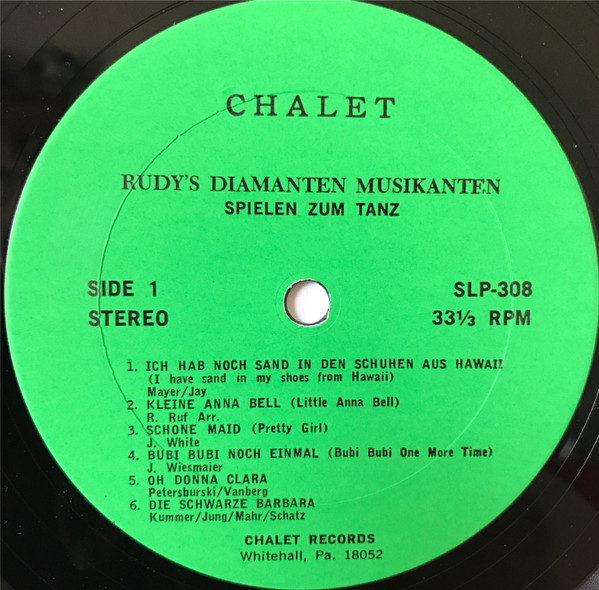 CHALET
RUDY'S DIAMANTEN MUSIKANTEN
SPIELEN ZUM TANZ
SIDE 1 SLP-308
STEREO 33⅓ RPM
1. ICH HAB NOCH SAND IN DEN SCHUHEN AUS HAWAII
(I have sand in my shoes from Hawaii)
Mayer/Jay
2. KLEINE ANNA BELL (Little Anna Bell)
R. Ruf Arr.
3. SCHONE MAID (Pretty Girl)
J. White
4. BUBI BUBI NOCH EINMAL (Bubi Bubi One More Time)
J. Wiesmaier
5. OH DONNA CLARA
Petersburski/Vanberg
6. DIE SCHWARZE BARBARA
Kummer/Jung/Mahr/Schatz
CHALET RECORDS
Whitehall, Pa. 18052